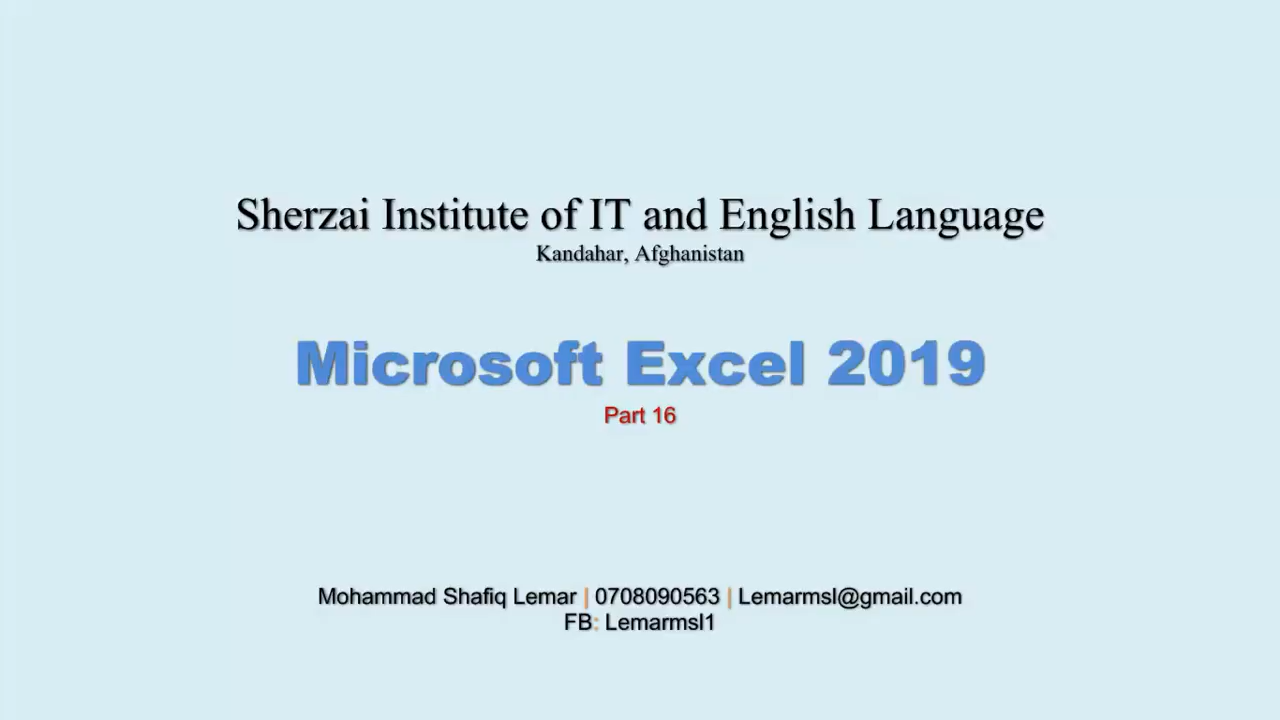 Sherzai Institute of IT and English Language
Kandahar, Afghanistan
Microsoft Excel 2019
Part 16
Mohammad Shafiq Lemar | 0708090563 | Lemarmsl@gmail.com
FB: Lemarmsl1